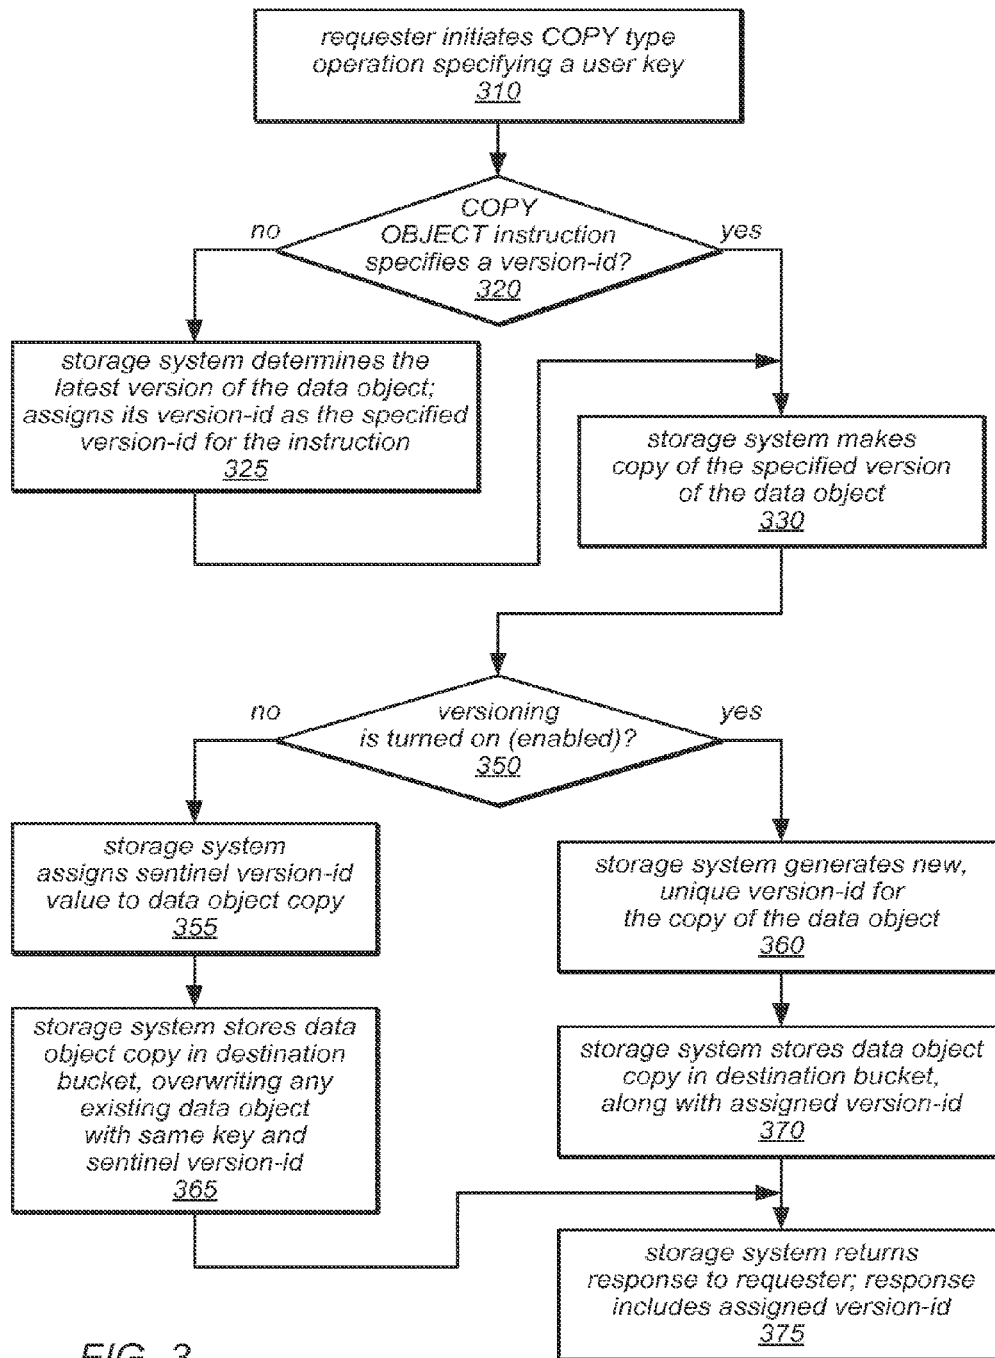 requester initiates COPY type
operation specifying a user key
310
COPY
OBJECT instruction
specifies a version-id?
320
no
yes
storage system determines the
latest version of the data object;
assigns its version-id as the specified
version-id for the instruction
325
storage system makes
copy of the specified version
of the data object
330
versioning
is turned on (enabled)?
350
no
yes
storage system
assigns sentinel version-id
value to data object copy
355
storage system generates new,
unique version-id for
the copy of the data object
360
storage system stores data
object copy in destination
bucket, overwriting any
existing data object
with same key and
sentinel version-id
365
storage system stores data object
copy in destination bucket,
along with assigned version-id
370
storage system returns
response to requester; response
includes assigned version-id
375
FIG. 3